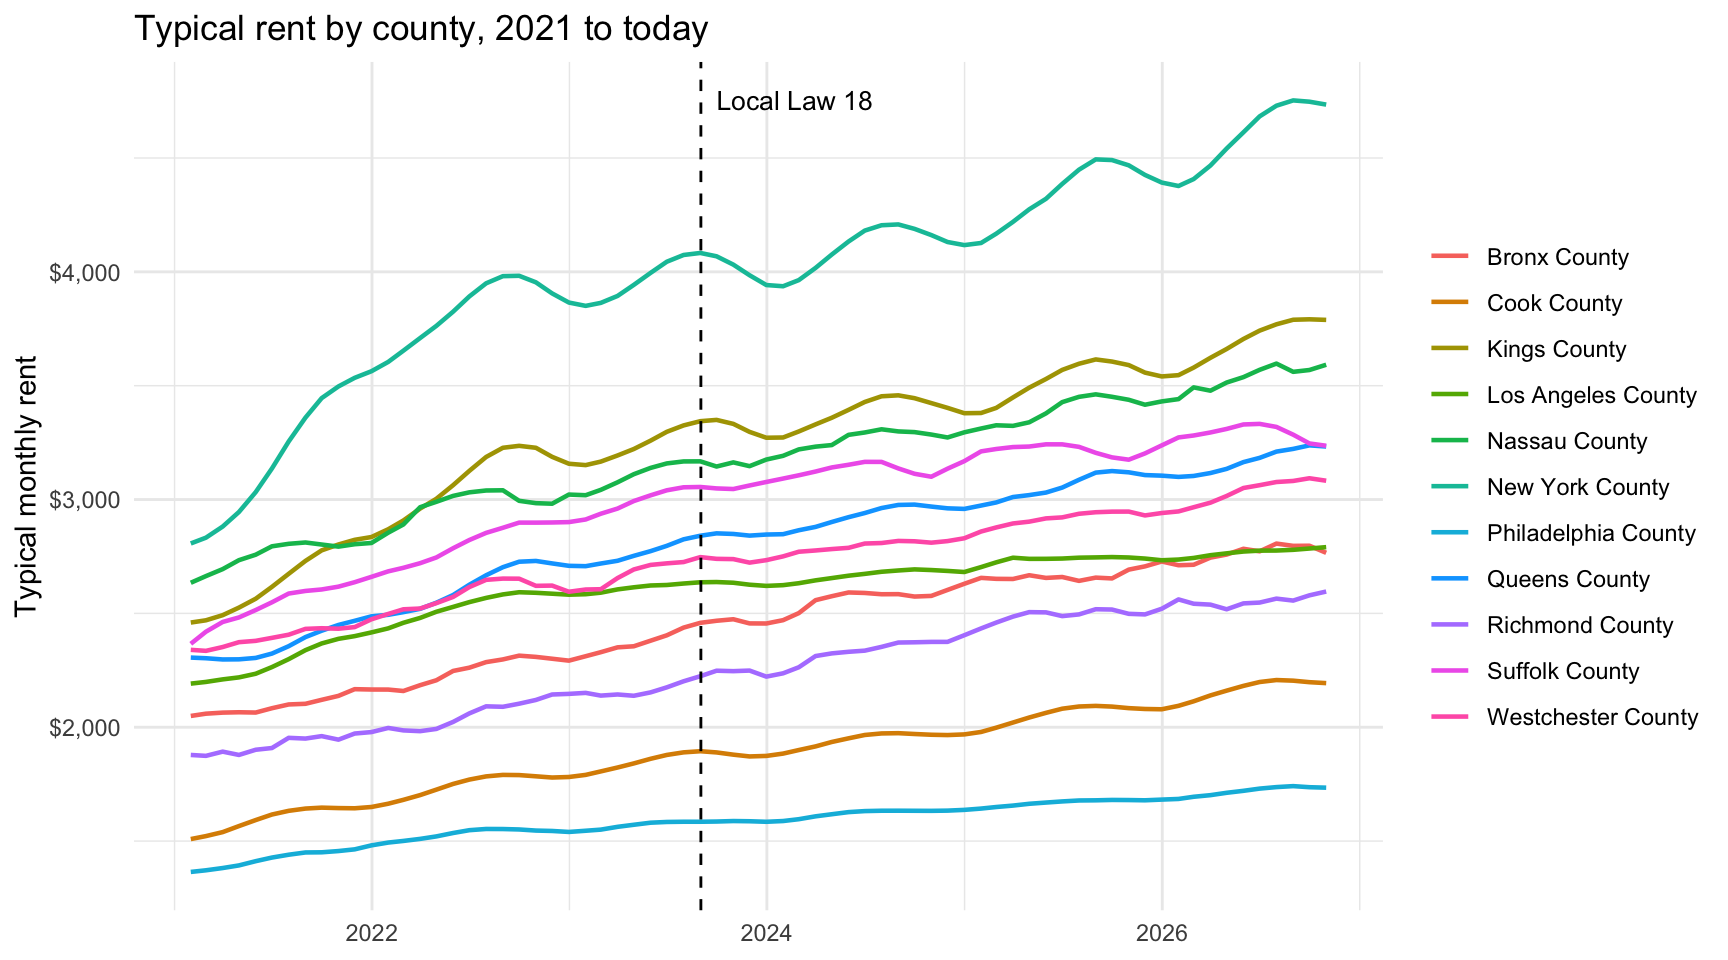 Typical rent by county, 2021 to today
Local Law 18
Typical monthly rent
$4,000
$3,000
$2,000
2022
2024
2026
Bronx County
Cook County
Kings County
Los Angeles County
Nassau County
New York County
Philadelphia County
Queens County
Richmond County
Suffolk County
Westchester County